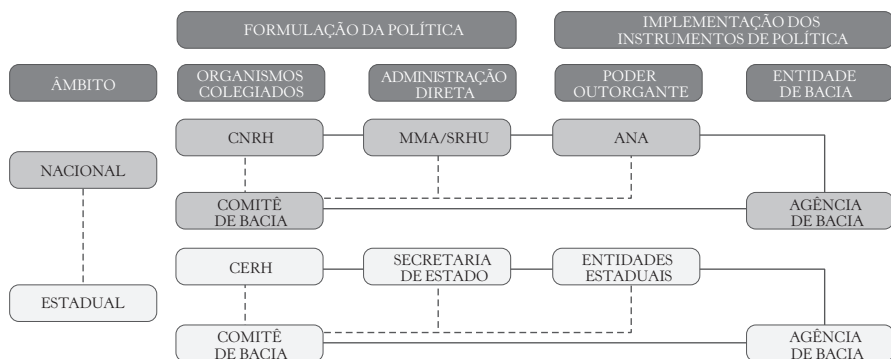 FORMULAÇÃO DA POLÍTICA
IMPLEMENTAÇÃO DOS
INSTRUMENTOS DE POLÍTICA
ÂMBITO
ORGANISMOS
COLEGIADOS
ADMINISTRAÇÃO
DIRETA
PODER
OUTORGANTE
ENTIDADE
DE BACIA
NACIONAL
CNRH
MMA/SRHU
ANA
COMITÊ
DE BACIA
AGÊNCIA
DE BACIA
ESTADUAL
CERH
SECRETARIA
DE ESTADO
ENTIDADES
ESTADUAIS
COMITÊ
DE BACIA
AGÊNCIA
DE BACIA